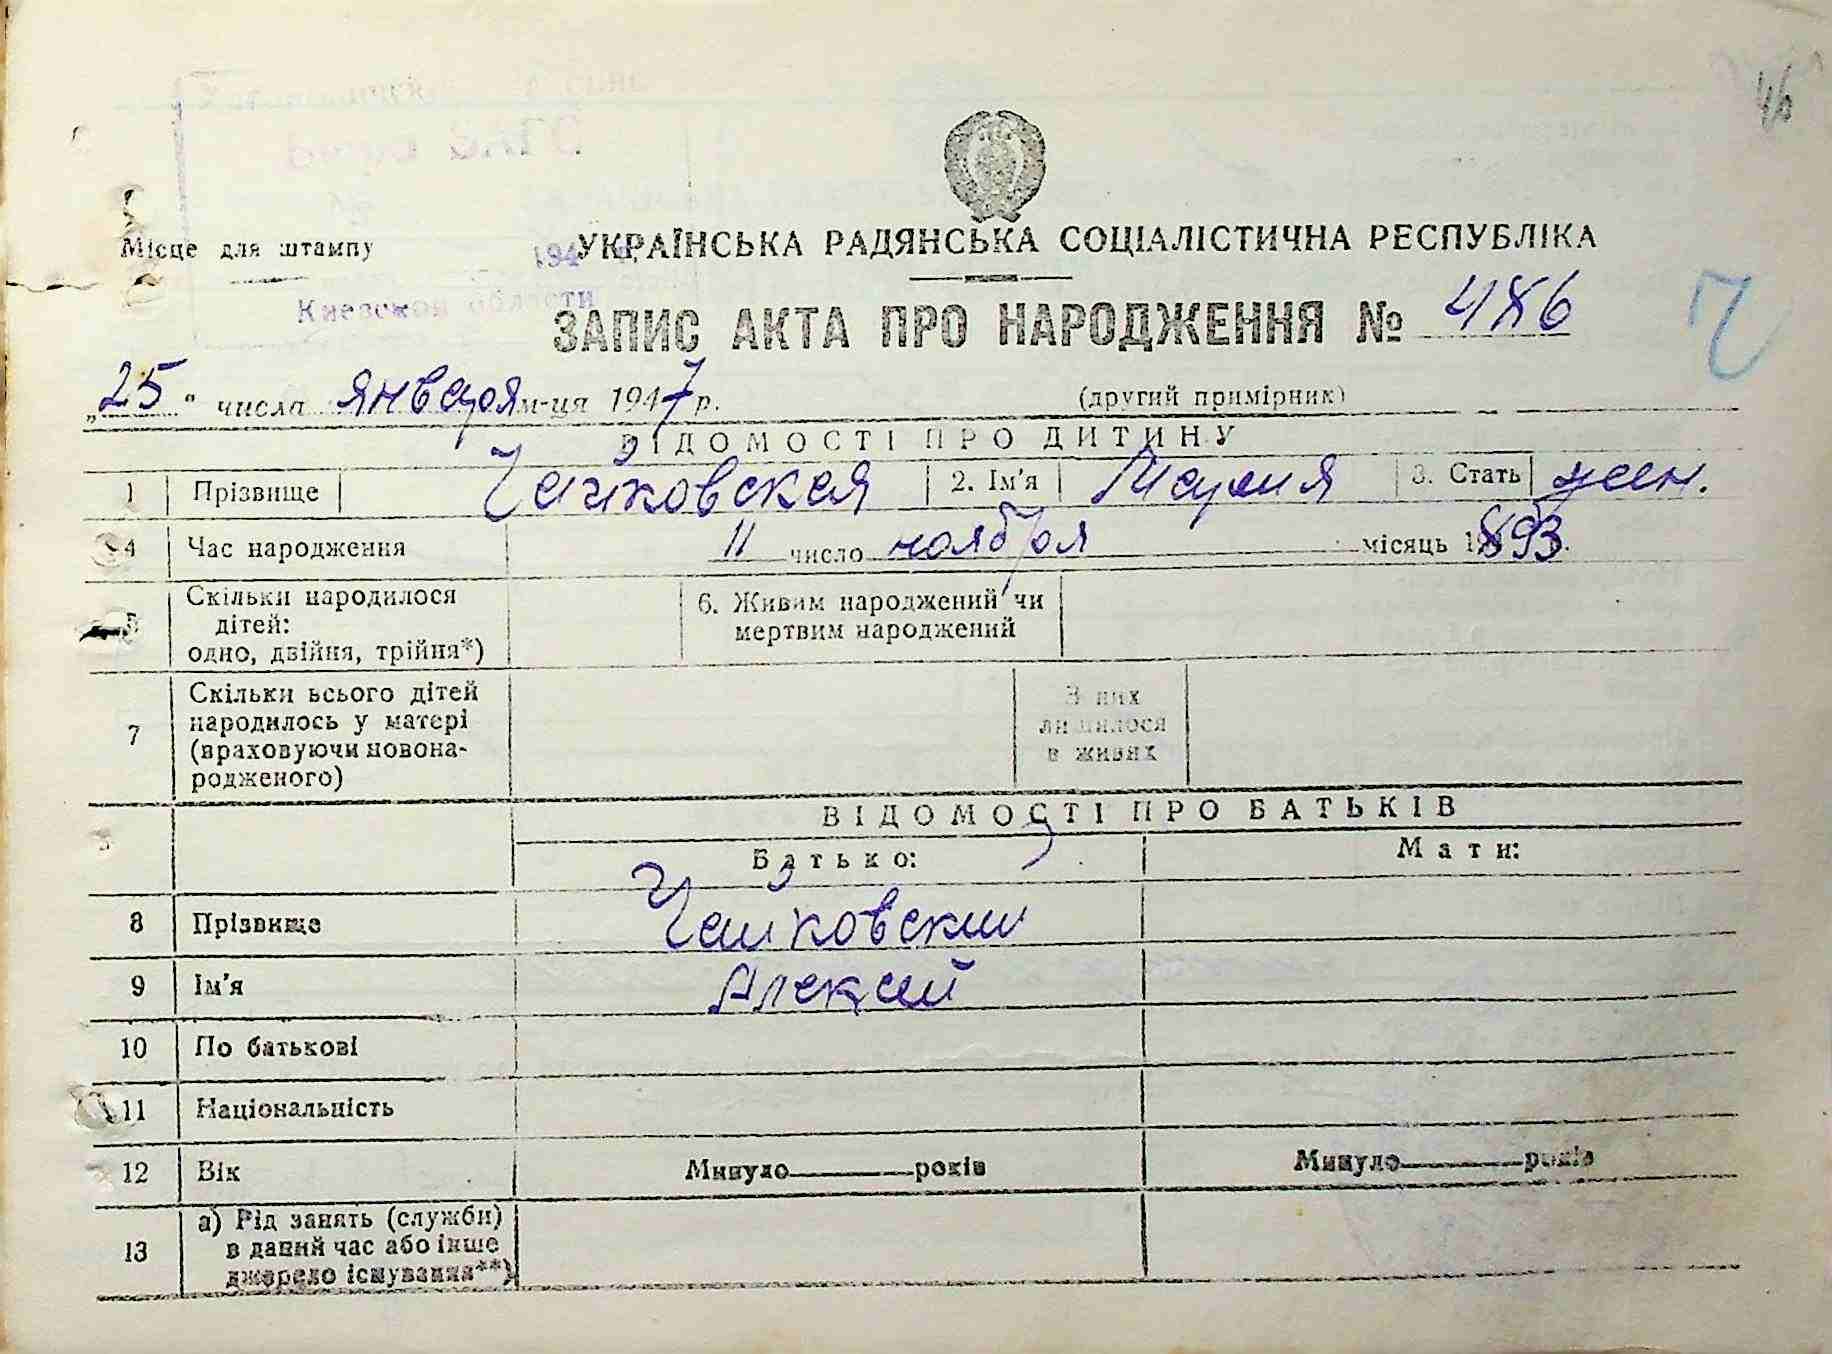 46
Місце для штампу
УКРАЇНСЬКА РАДЯНСЬКА СОЦІАЛІСТИЧНА РЕСПУБЛІКА
Киевской области
ЗАПИС АКТА ПРО НАРОДЖЕННЯ № 486
Ч
„25" числа января м-ця 1947 р. (другий примірник)
ВІДОМОСТІ ПРО ДИТИНУ
1 Прізвище Чайковская 2. Ім'я Мария 3. Стать жен.
4 Час народження 11 число ноября місяць 1893.
5 Скільки народилося дітей: одно, двійня, трійня*) 6. Живим народжений чи мертвим народжений
7 Скільки всього дітей народилось у матері (враховуючи новонародженого) З них лишилося в живих
ВІДОМОСТІ ПРО БАТЬКІВ
Батько: Мати:
8 Прізвище Чайковский
9 Ім'я Алексей
10 По батькові
11 Національність
12 Вік Минуло років Минуло років
13 а) Рід занять (служби) в даний час або інше джерело існування**)